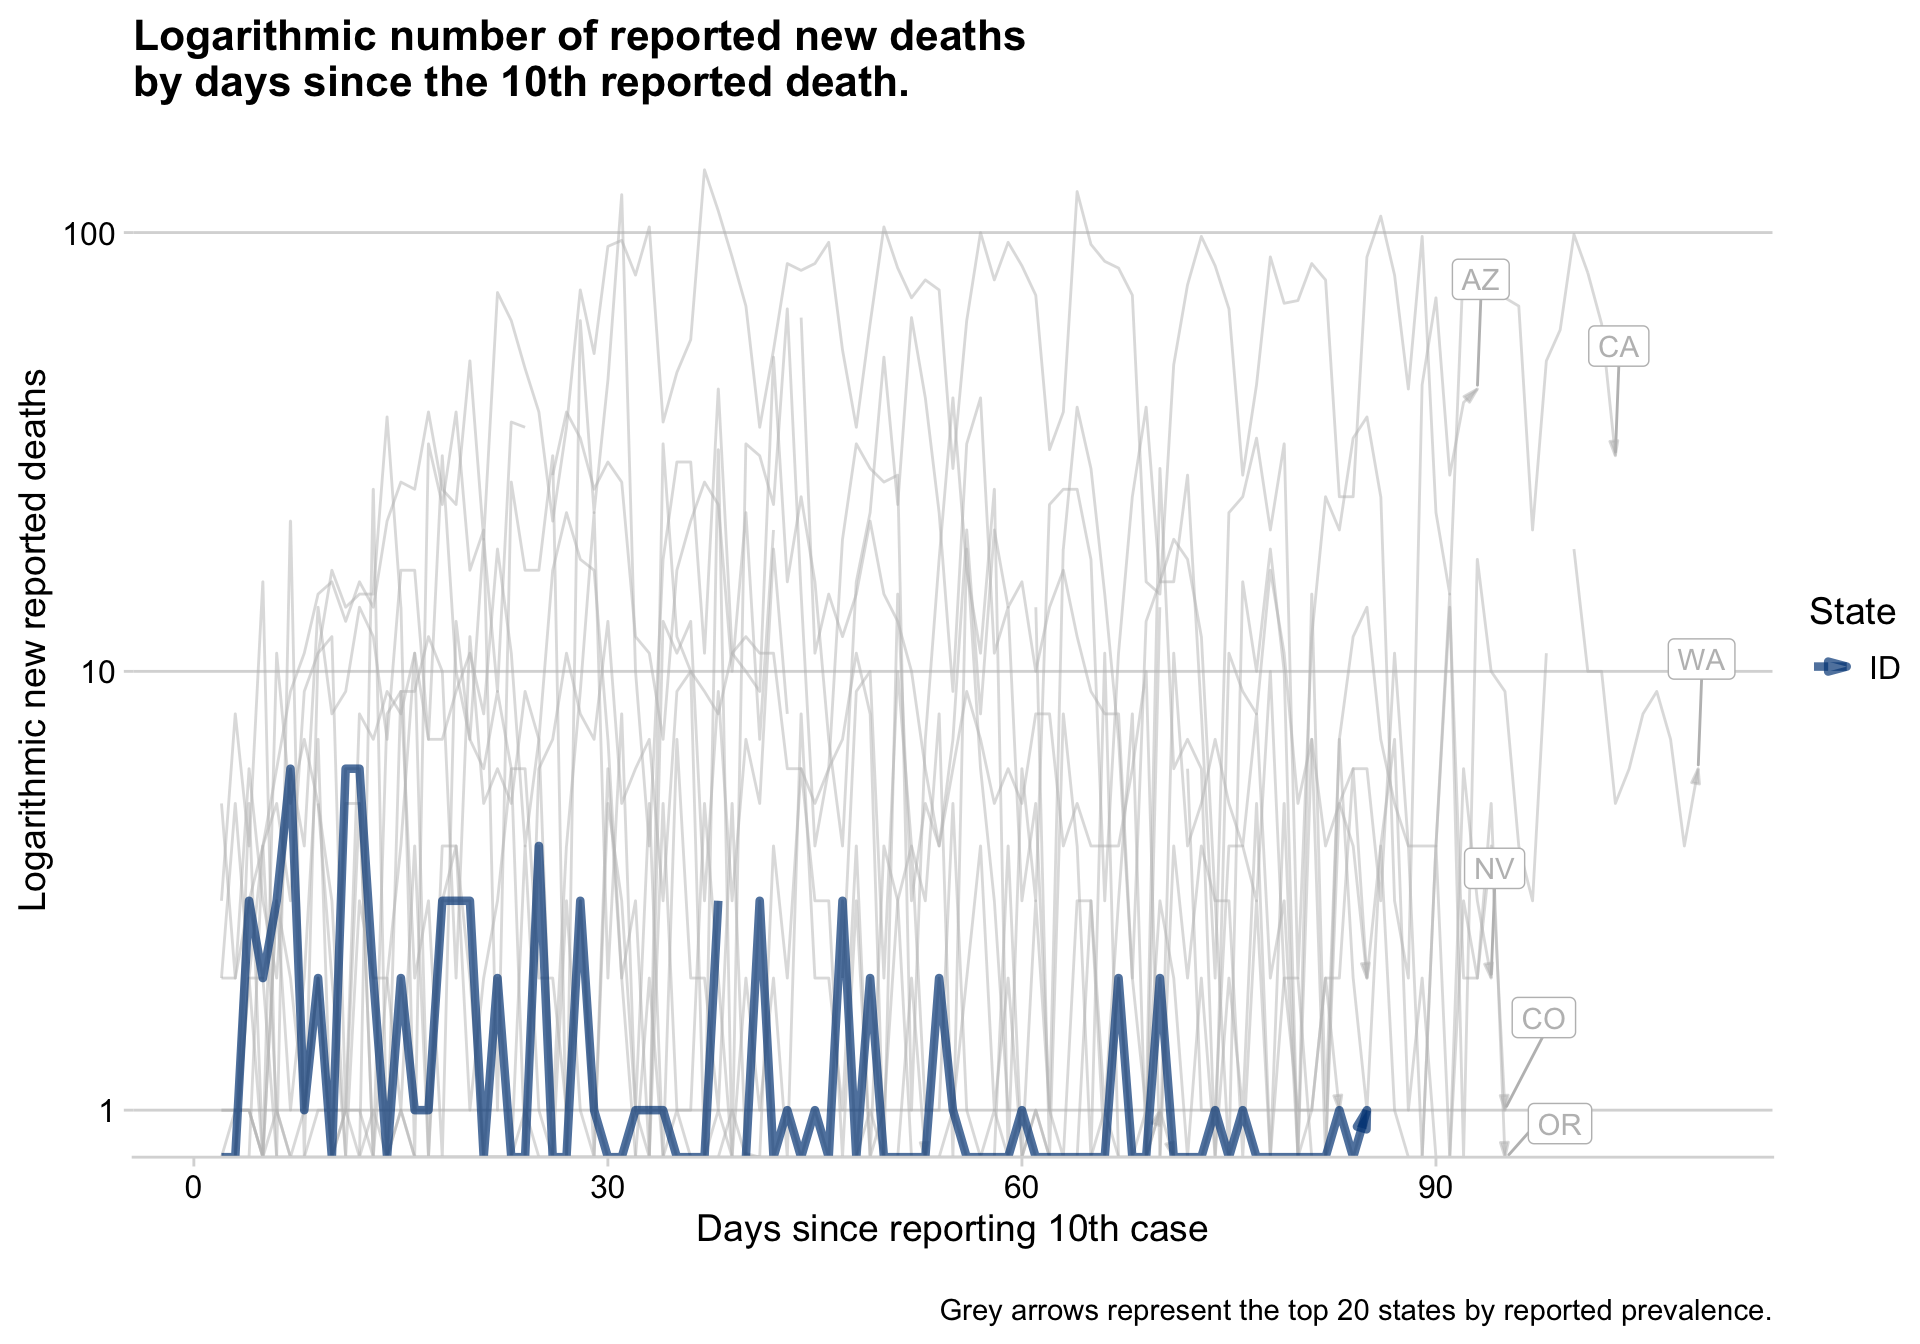 Logarithmic number of reported new deaths
by days since the 10th reported death.
Logarithmic new reported deaths
100
10
1
AZ
CA
WA
NV
CO
OR
State
ID
0
30
60
90
Days since reporting 10th case
Grey arrows represent the top 20 states by reported prevalence.